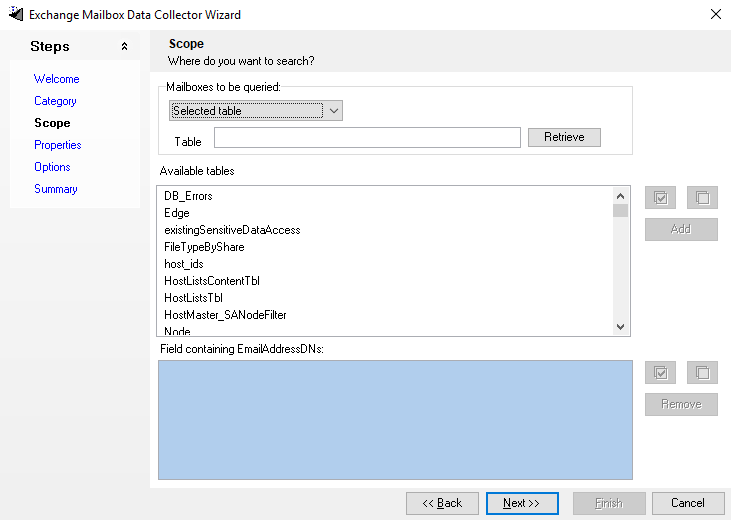 Exchange Mailbox Data Collector Wizard
Steps
Welcome
Category
Scope
Properties
Options
Summary
Scope
Where do you want to search?
Mailboxes to be queried:
Selected table
Table
Retrieve
Available tables
DB_Errors
Edge
existingSensitiveDataAccess
FileTypeByShare
host_ids
HostListsContentTbl
HostListsTbl
HostMaster_SANodeFilter
Node
Add
Field containing EmailAddressDNs:
Remove
<< Back
Next >>
Finish
Cancel